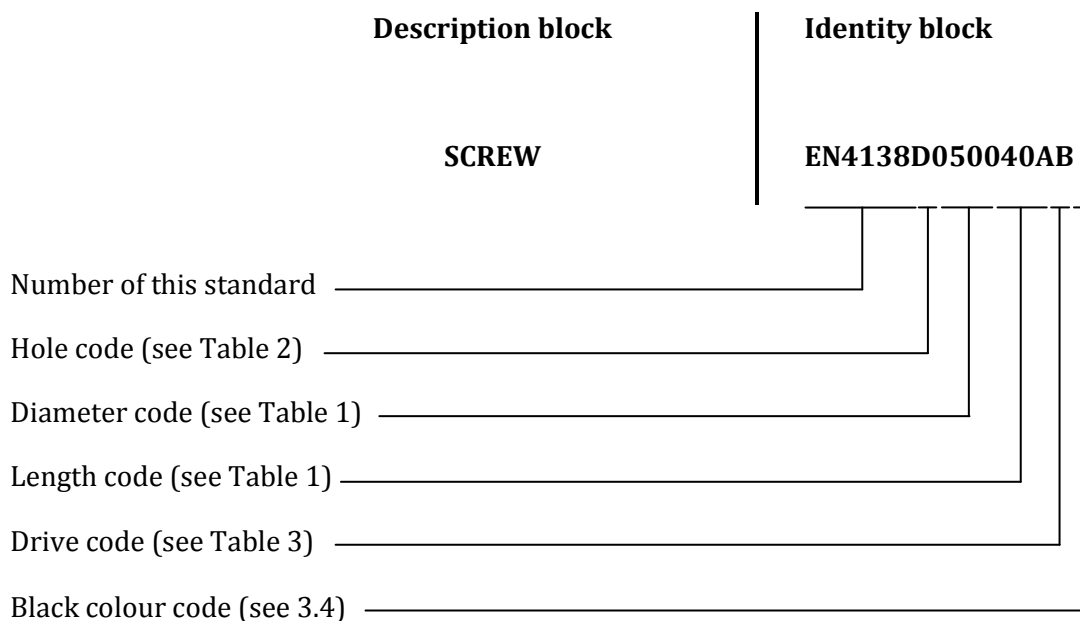 Description block
Identity block
SCREW
EN4138D050040AB
Number of this standard
Hole code (see Table 2)
Diameter code (see Table 1)
Length code (see Table 1)
Drive code (see Table 3)
Black colour code (see 3.4)